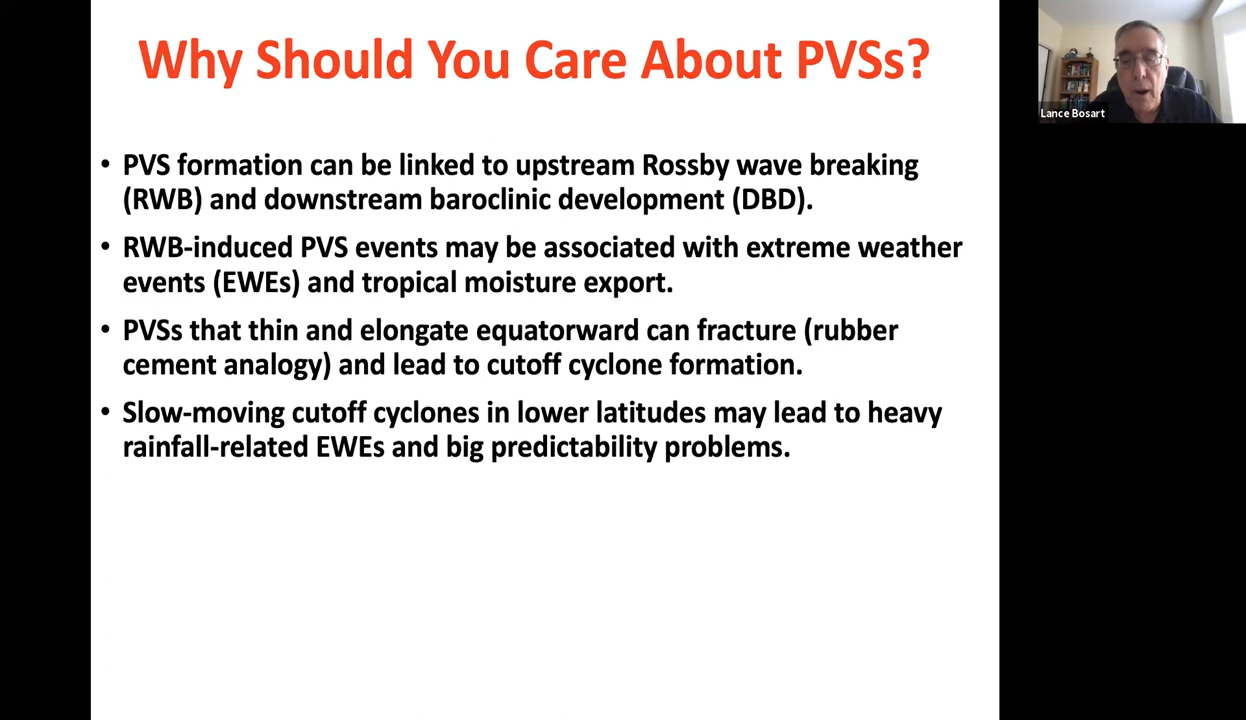 Why Should You Care About PVSs?
Lance Bosart
• PVS formation can be linked to upstream Rossby wave breaking
(RWB) and downstream baroclinic development (DBD).
• RWB-induced PVS events may be associated with extreme weather
events (EWEs) and tropical moisture export.
• PVSs that thin and elongate equatorward can fracture (rubber
cement analogy) and lead to cutoff cyclone formation.
• Slow-moving cutoff cyclones in lower latitudes may lead to heavy
rainfall-related EWEs and big predictability problems.